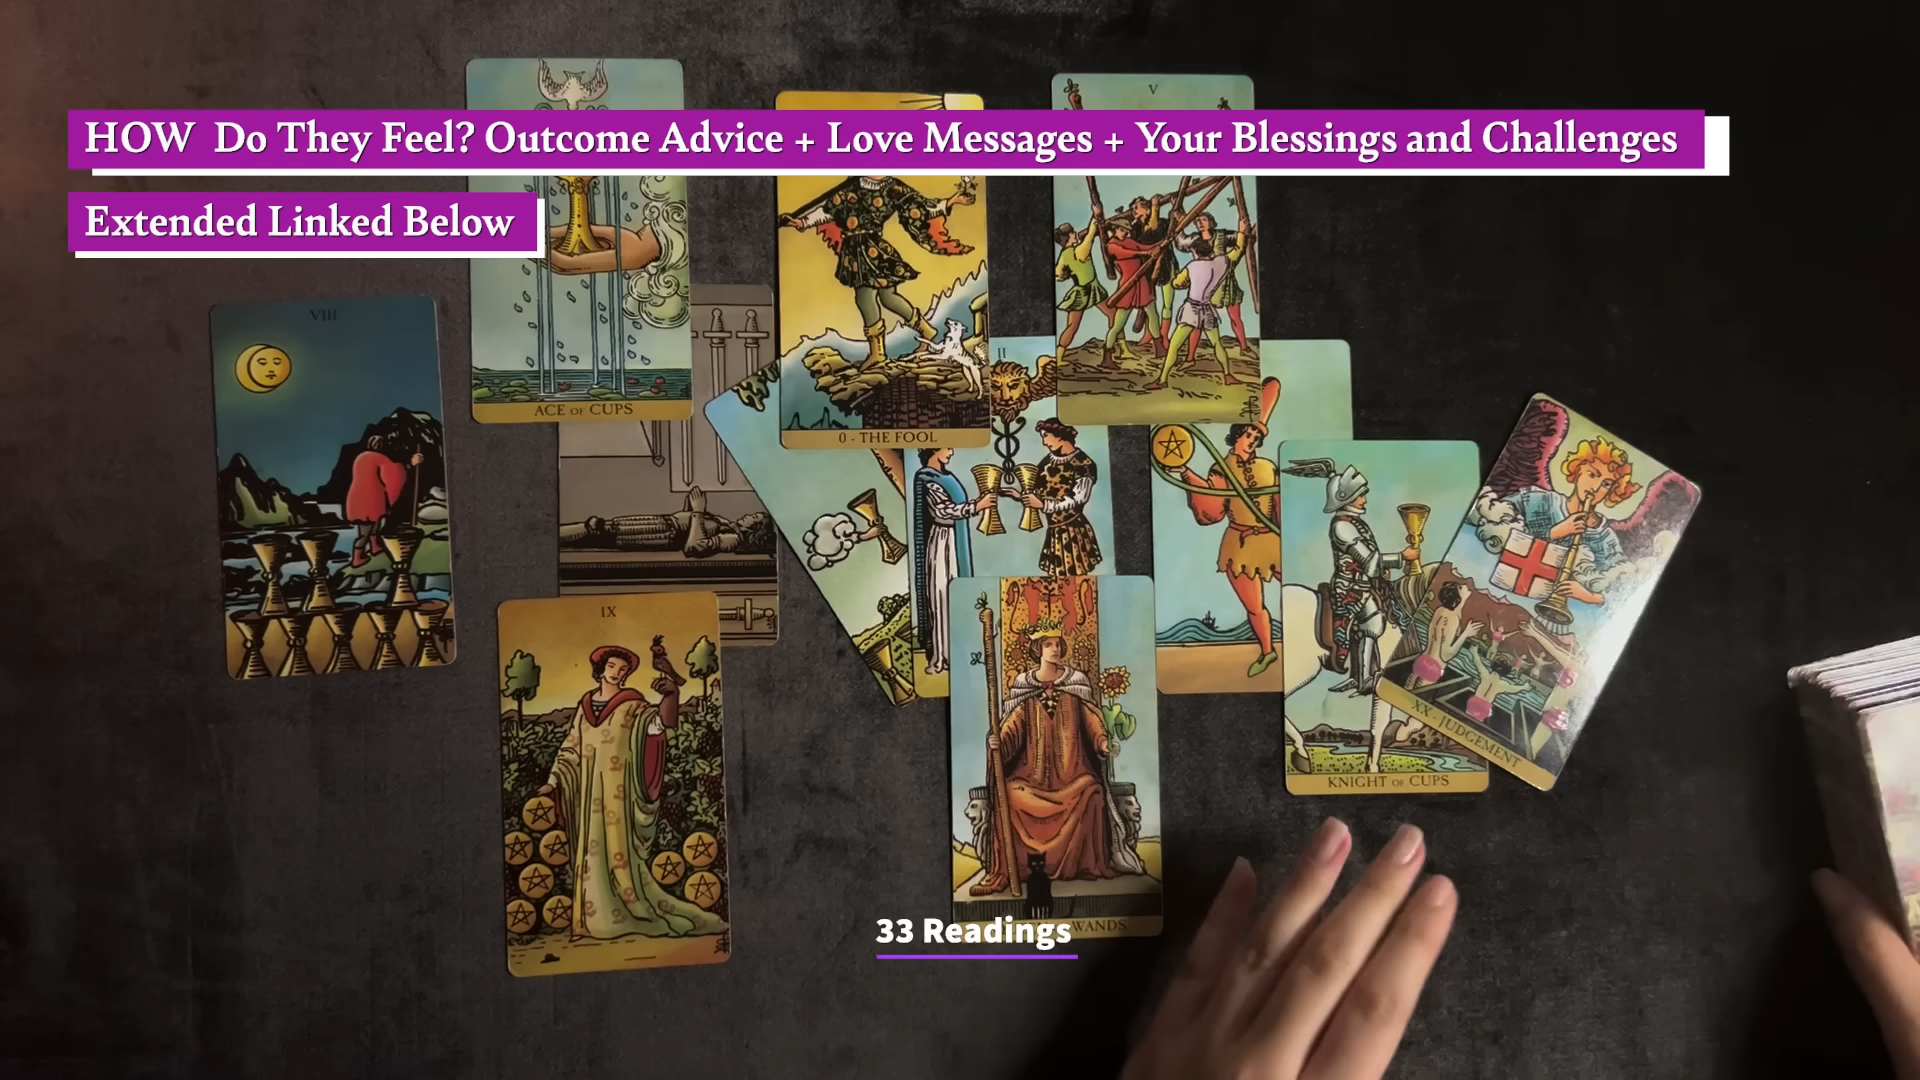 V
HOW Do They Feel? Outcome Advice + Love Messages + Your Blessings and Challenges
Extended Linked Below
VIII
II
ACE OF CUPS
0 - THE FOOL
IX
XX - JUDGEMENT
KNIGHT OF CUPS
WANDS
33 Readings